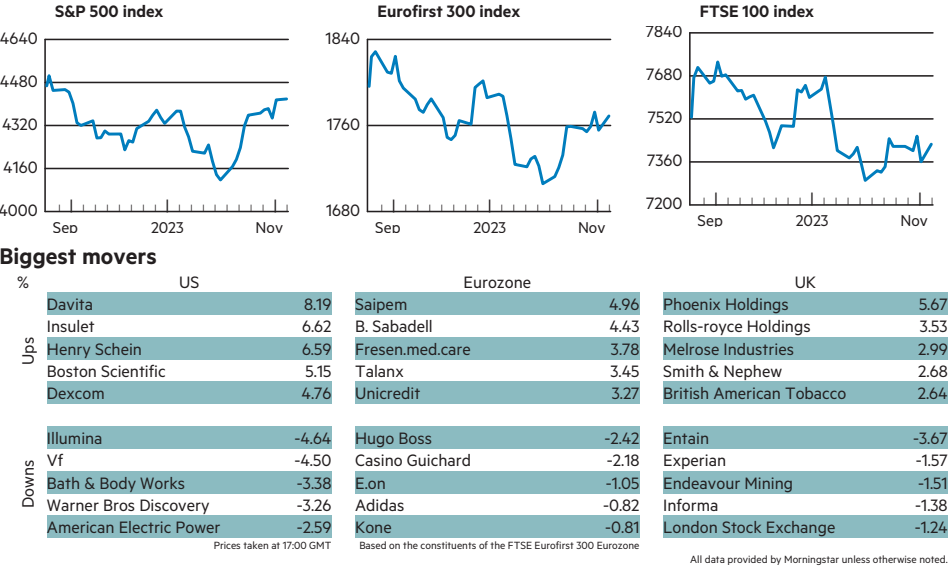 S&P 500 index
4640
4480
4320
4160
4000
Sep 2023 Nov
Eurofirst 300 index
1840
1760
1680
Sep 2023 Nov
FTSE 100 index
7840
7680
7520
7360
7200
Sep 2023 Nov
Biggest movers
% US Eurozone UK
Ups
Davita 8.19 Saipem 4.96 Phoenix Holdings 5.67
Insulet 6.62 B. Sabadell 4.43 Rolls-royce Holdings 3.53
Henry Schein 6.59 Fresen.med.care 3.78 Melrose Industries 2.99
Boston Scientific 5.15 Talanx 3.45 Smith & Nephew 2.68
Dexcom 4.76 Unicredit 3.27 British American Tobacco 2.64
Downs
Illumina -4.64 Hugo Boss -2.42 Entain -3.67
Vf -4.50 Casino Guichard -2.18 Experian -1.57
Bath & Body Works -3.38 E.on -1.05 Endeavour Mining -1.51
Warner Bros Discovery -3.26 Adidas -0.82 Informa -1.38
American Electric Power -2.59 Kone -0.81 London Stock Exchange -1.24
Prices taken at 17:00 GMT Based on the constituents of the FTSE Eurofirst 300 Eurozone
All data provided by Morningstar unless otherwise noted.